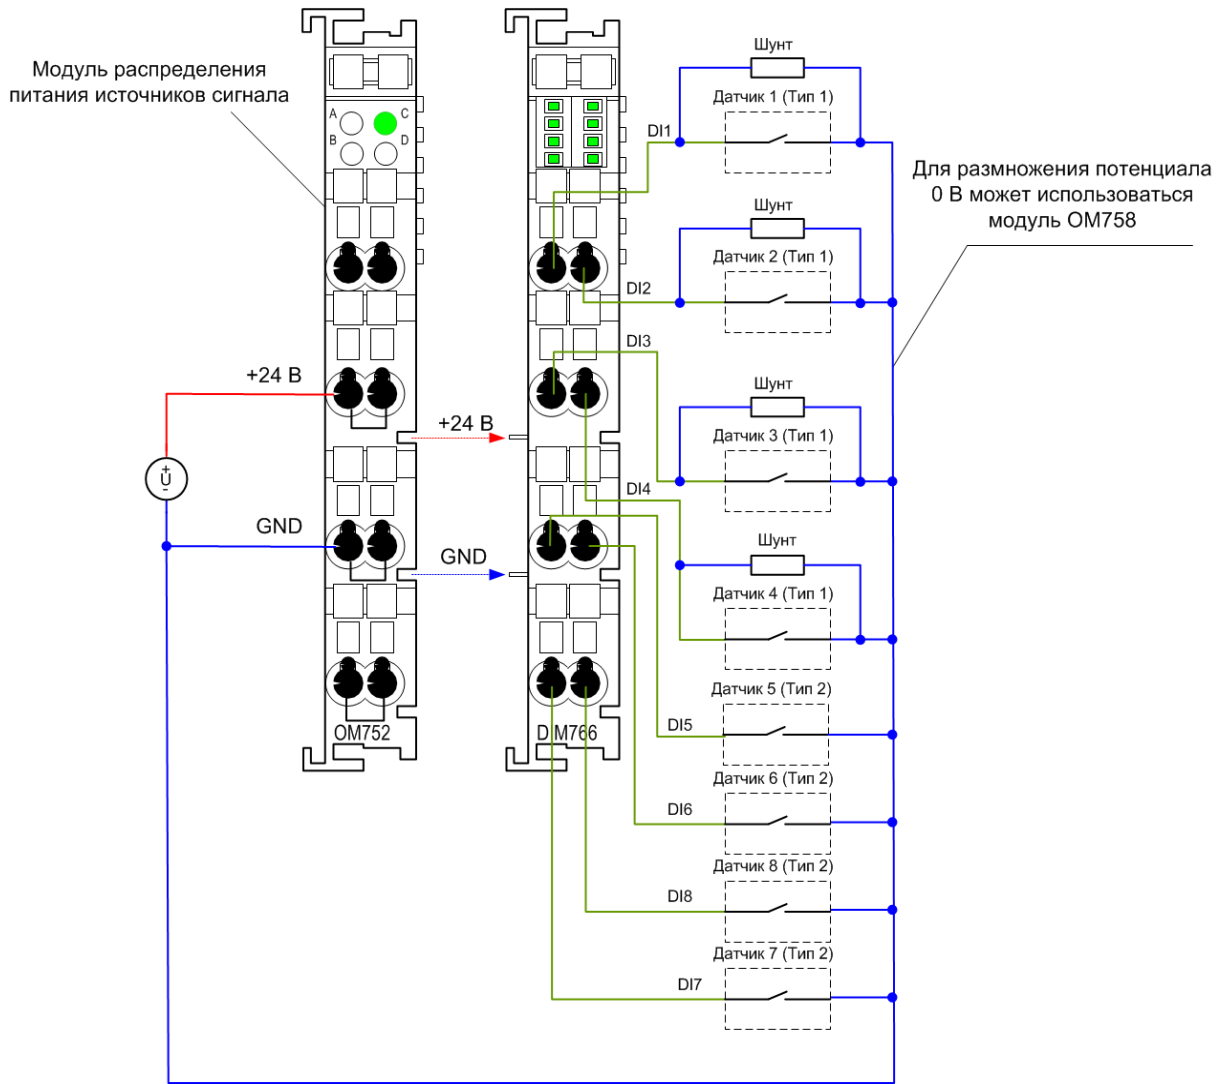 Модуль распределения
питания источников сигнала
A
C
B
D
+24 В
+
U
-
GND
OM752
+24 В
GND
DIM766
DI1
DI2
DI3
DI4
DI5
DI6
DI8
DI7
Шунт
Датчик 1 (Тип 1)
Шунт
Датчик 2 (Тип 1)
Шунт
Датчик 3 (Тип 1)
Шунт
Датчик 4 (Тип 1)
Датчик 5 (Тип 2)
Датчик 6 (Тип 2)
Датчик 8 (Тип 2)
Датчик 7 (Тип 2)
Для размножения потенциала
0 В может использоваться
модуль OM758